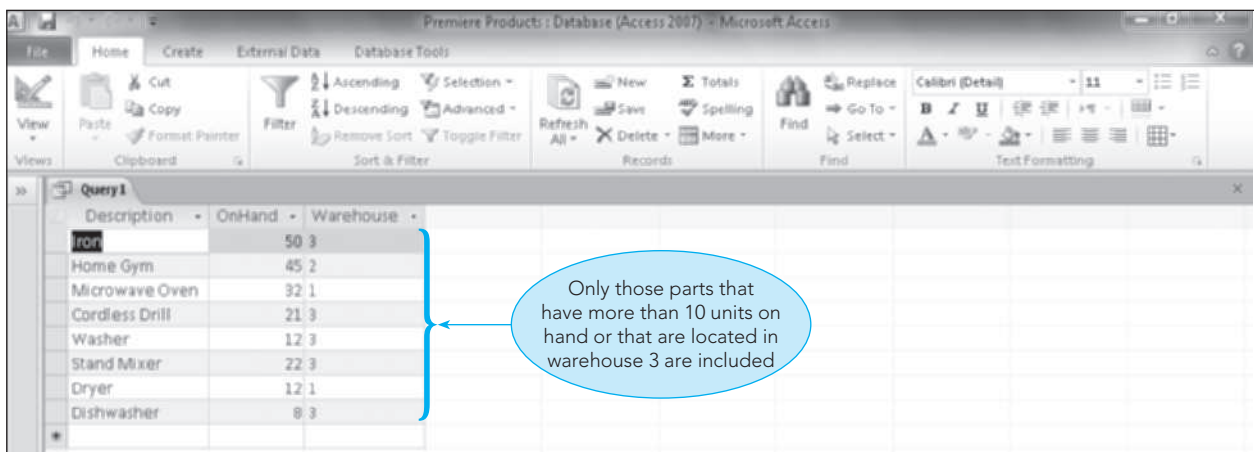 Premiere Products : Database (Access 2007) - Microsoft Access
File Home Create External Data Database Tools
View
Views
Paste
Cut
Copy
Format Painter
Clipboard
Filter
Ascending
Descending
Remove Sort
Selection
Advanced
Toggle Filter
Sort & Filter
Refresh All
New
Save
Delete
Totals
Spelling
More
Records
Find
Replace
Go To
Select
Find
Calibri (Detail) 11
B I U
A
Text Formatting
Query1
Description OnHand Warehouse
Iron 50 3
Home Gym 45 2
Microwave Oven 32 1
Cordless Drill 21 3
Washer 12 3
Stand Mixer 22 3
Dryer 12 1
Dishwasher 8 3
Only those parts that
have more than 10 units on
hand or that are located in
warehouse 3 are included